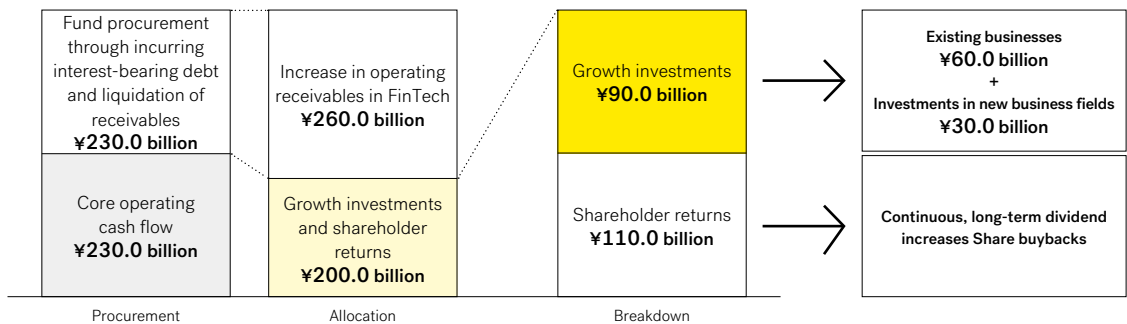 Fund procurement
through incurring
interest-bearing debt
and liquidation of
receivables
¥230.0 billion
Core operating
cash flow
¥230.0 billion
Procurement
Increase in operating
receivables in FinTech
¥260.0 billion
Growth investments
and shareholder
returns
¥200.0 billion
Allocation
Growth investments
¥90.0 billion
Shareholder returns
¥110.0 billion
Breakdown
Existing businesses
¥60.0 billion
+
Investments in new business fields
¥30.0 billion
Continuous, long-term dividend
increases Share buybacks